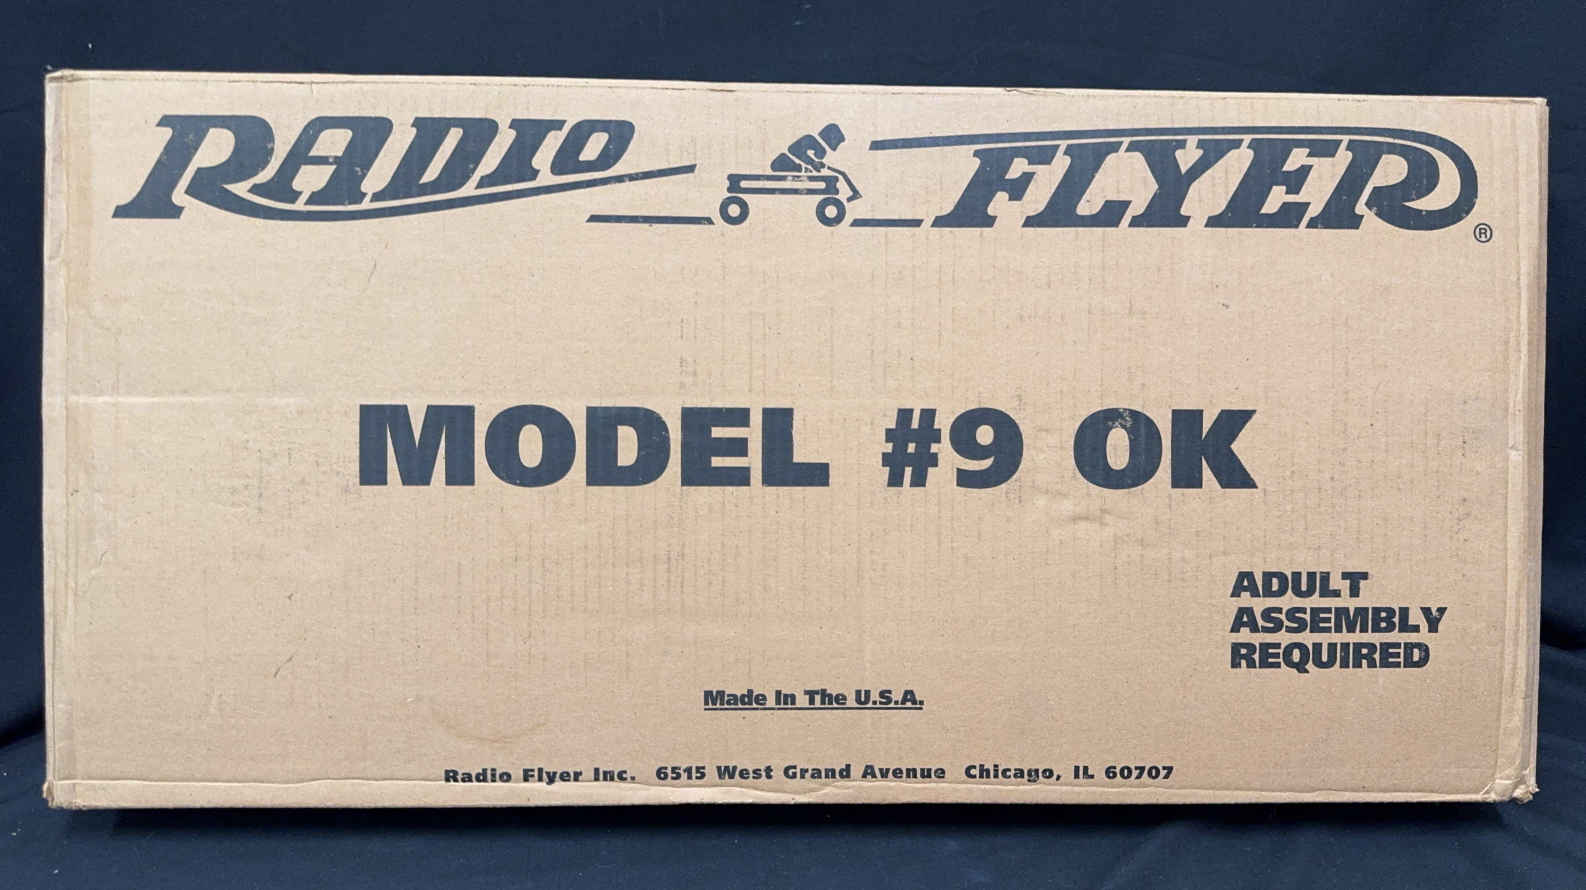 RADIO FLYER ®
MODEL #9 OK
ADULT
ASSEMBLY
REQUIRED
Made In The U.S.A.
Radio Flyer Inc. 6515 West Grand Avenue Chicago, IL 60707